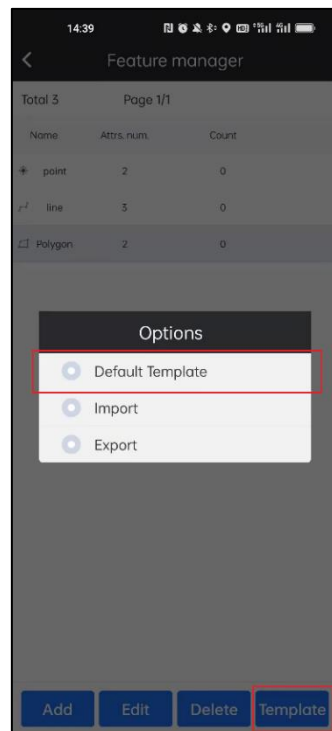 14:39
Feature manager
Total 3 Page 1/1
Name Attrs. num. Count
point 2 0
line 3 0
Polygon 2 0
Options
Default Template
Import
Export
Add Edit Delete Template